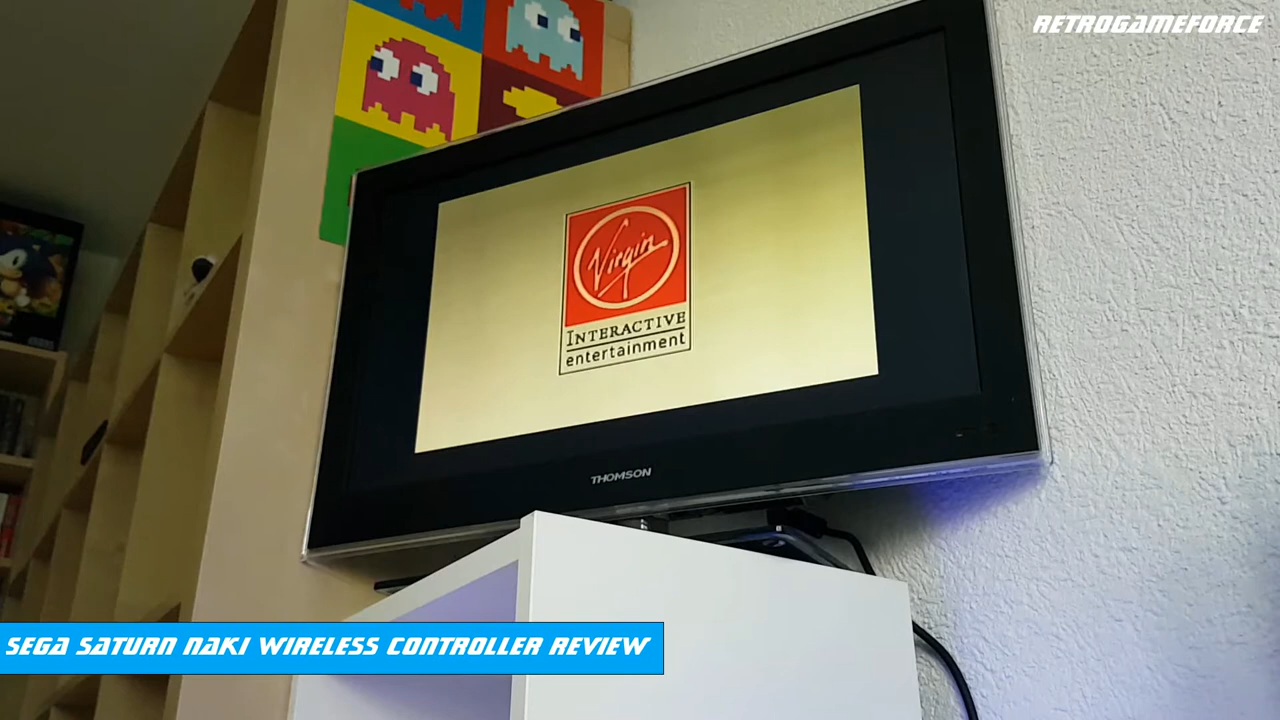 RETROGAMEFORCE
Virgin
INTERACTIVE
entertainment
THOMSON
SEGA SATURN NAKI WIRELESS CONTROLLER REVIEW